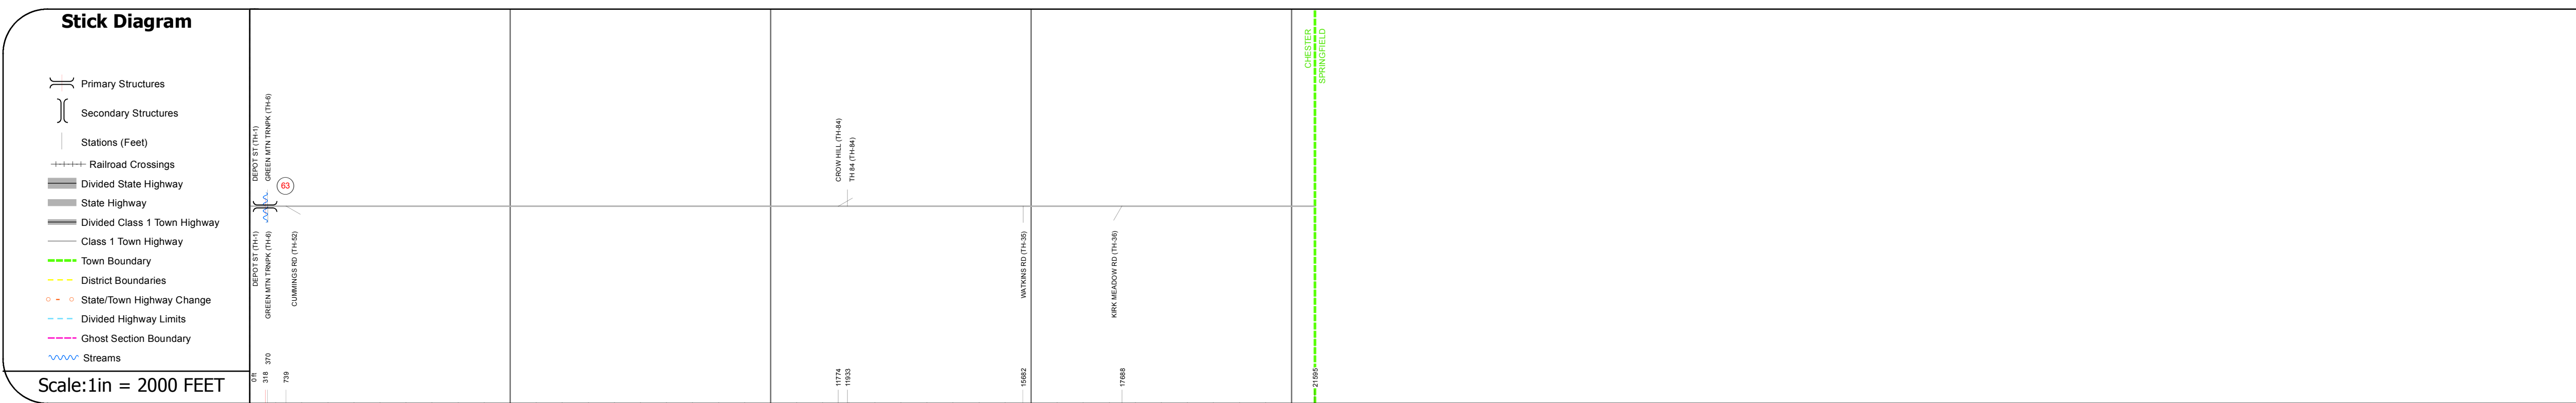 Stick Diagram
Primary Structures
Secondary Structures
Stations (Feet)
Railroad Crossings
Divided State Highway
State Highway
Divided Class 1 Town Highway
Class 1 Town Highway
Town Boundary
District Boundaries
State/Town Highway Change
Divided Highway Limits
Ghost Section Boundary
Streams
Scale:1in = 2000 FEET
DEPOT ST (TH-1)
GREEN MTN TRNPK (TH-6)
63
CROW HILL (TH-84)
TH 84 (TH-84)
CHESTER
SPRINGFIELD
DEPOT ST (TH-1)
GREEN MTN TRNPK (TH-6)
CUMMINGS RD (TH-52)
WATKINS RD (TH-35)
KIRK MEADOW RD (TH-36)
0 ft
318
370
739
11774
11933
15682
17688
21595